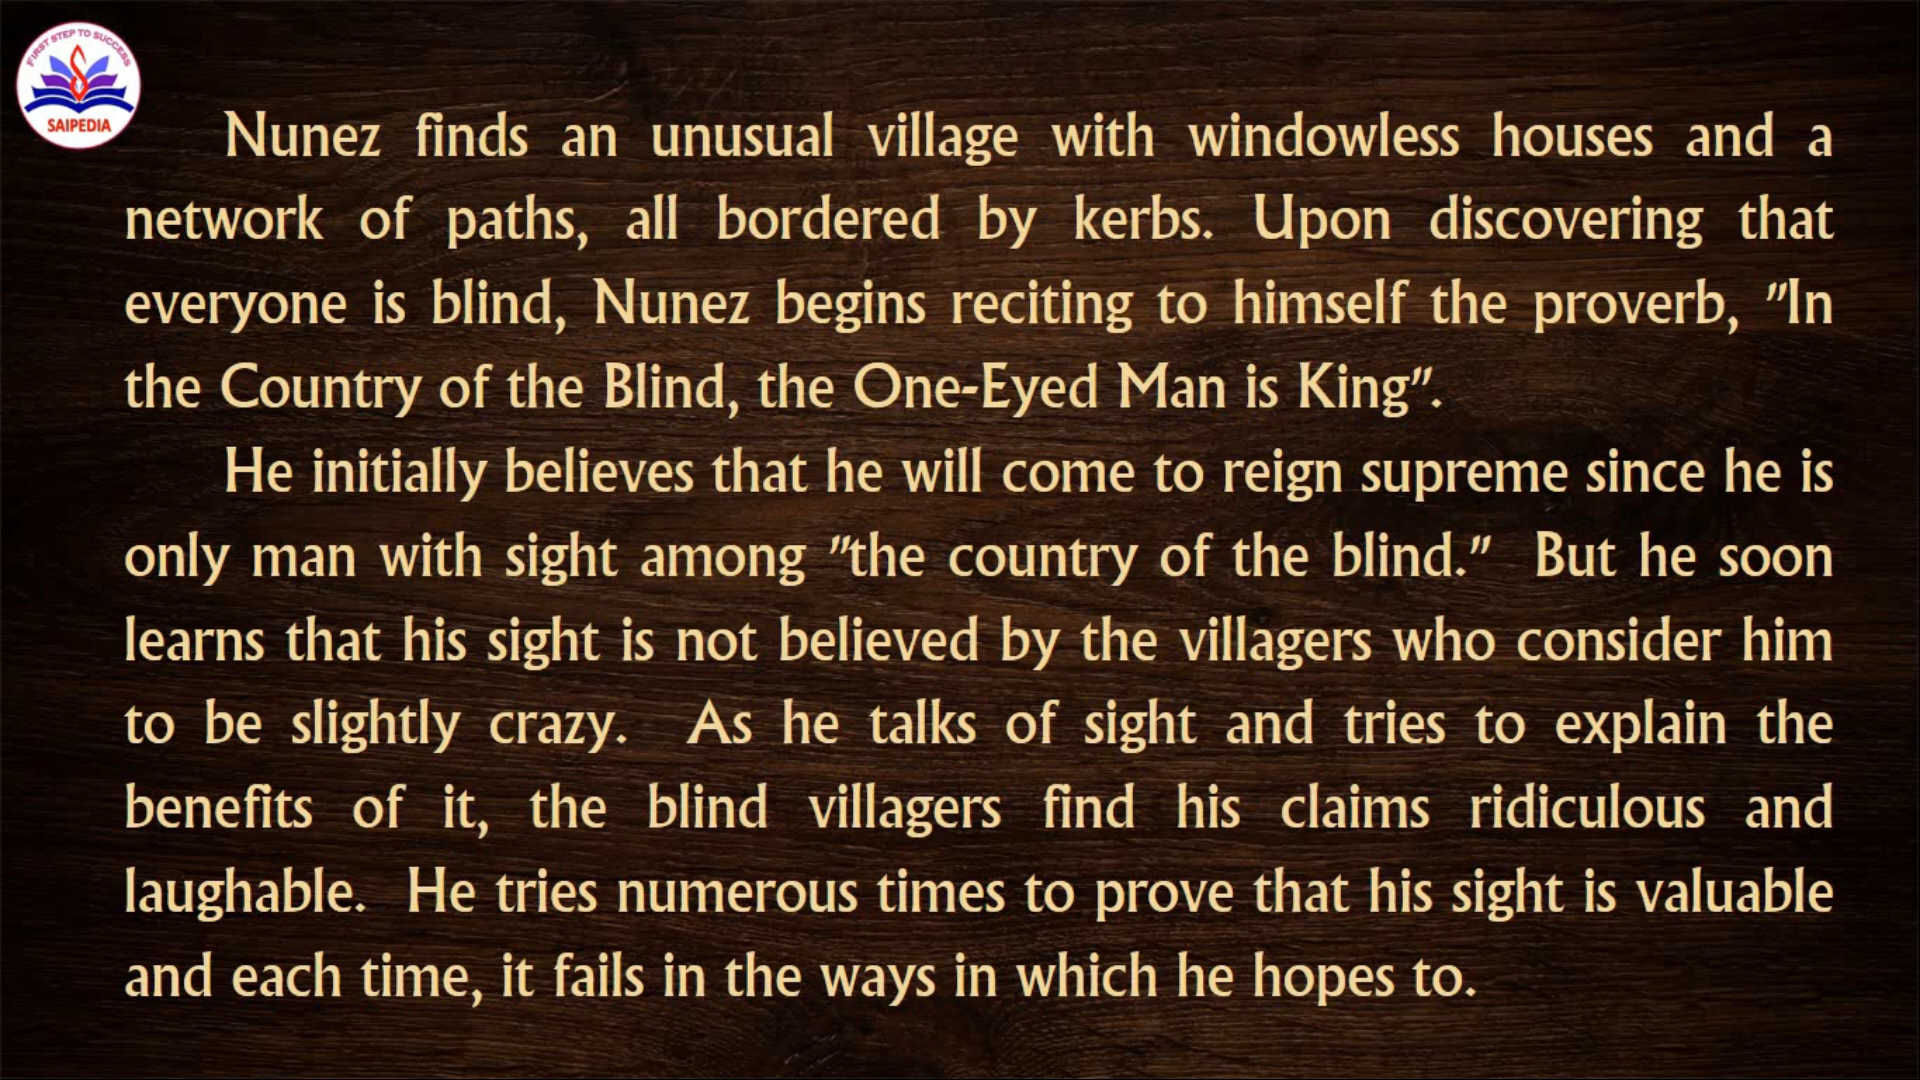 FIRST STEP TO SUCCESS
SAIPEDIA
Nunez finds an unusual village with windowless houses and a
network of paths, all bordered by kerbs. Upon discovering that
everyone is blind, Nunez begins reciting to himself the proverb, "In
the Country of the Blind, the One-Eyed Man is King".
He initially believes that he will come to reign supreme since he is
only man with sight among "the country of the blind." But he soon
learns that his sight is not believed by the villagers who consider him
to be slightly crazy. As he talks of sight and tries to explain the
benefits of it, the blind villagers find his claims ridiculous and
laughable. He tries numerous times to prove that his sight is valuable
and each time, it fails in the ways in which he hopes to.